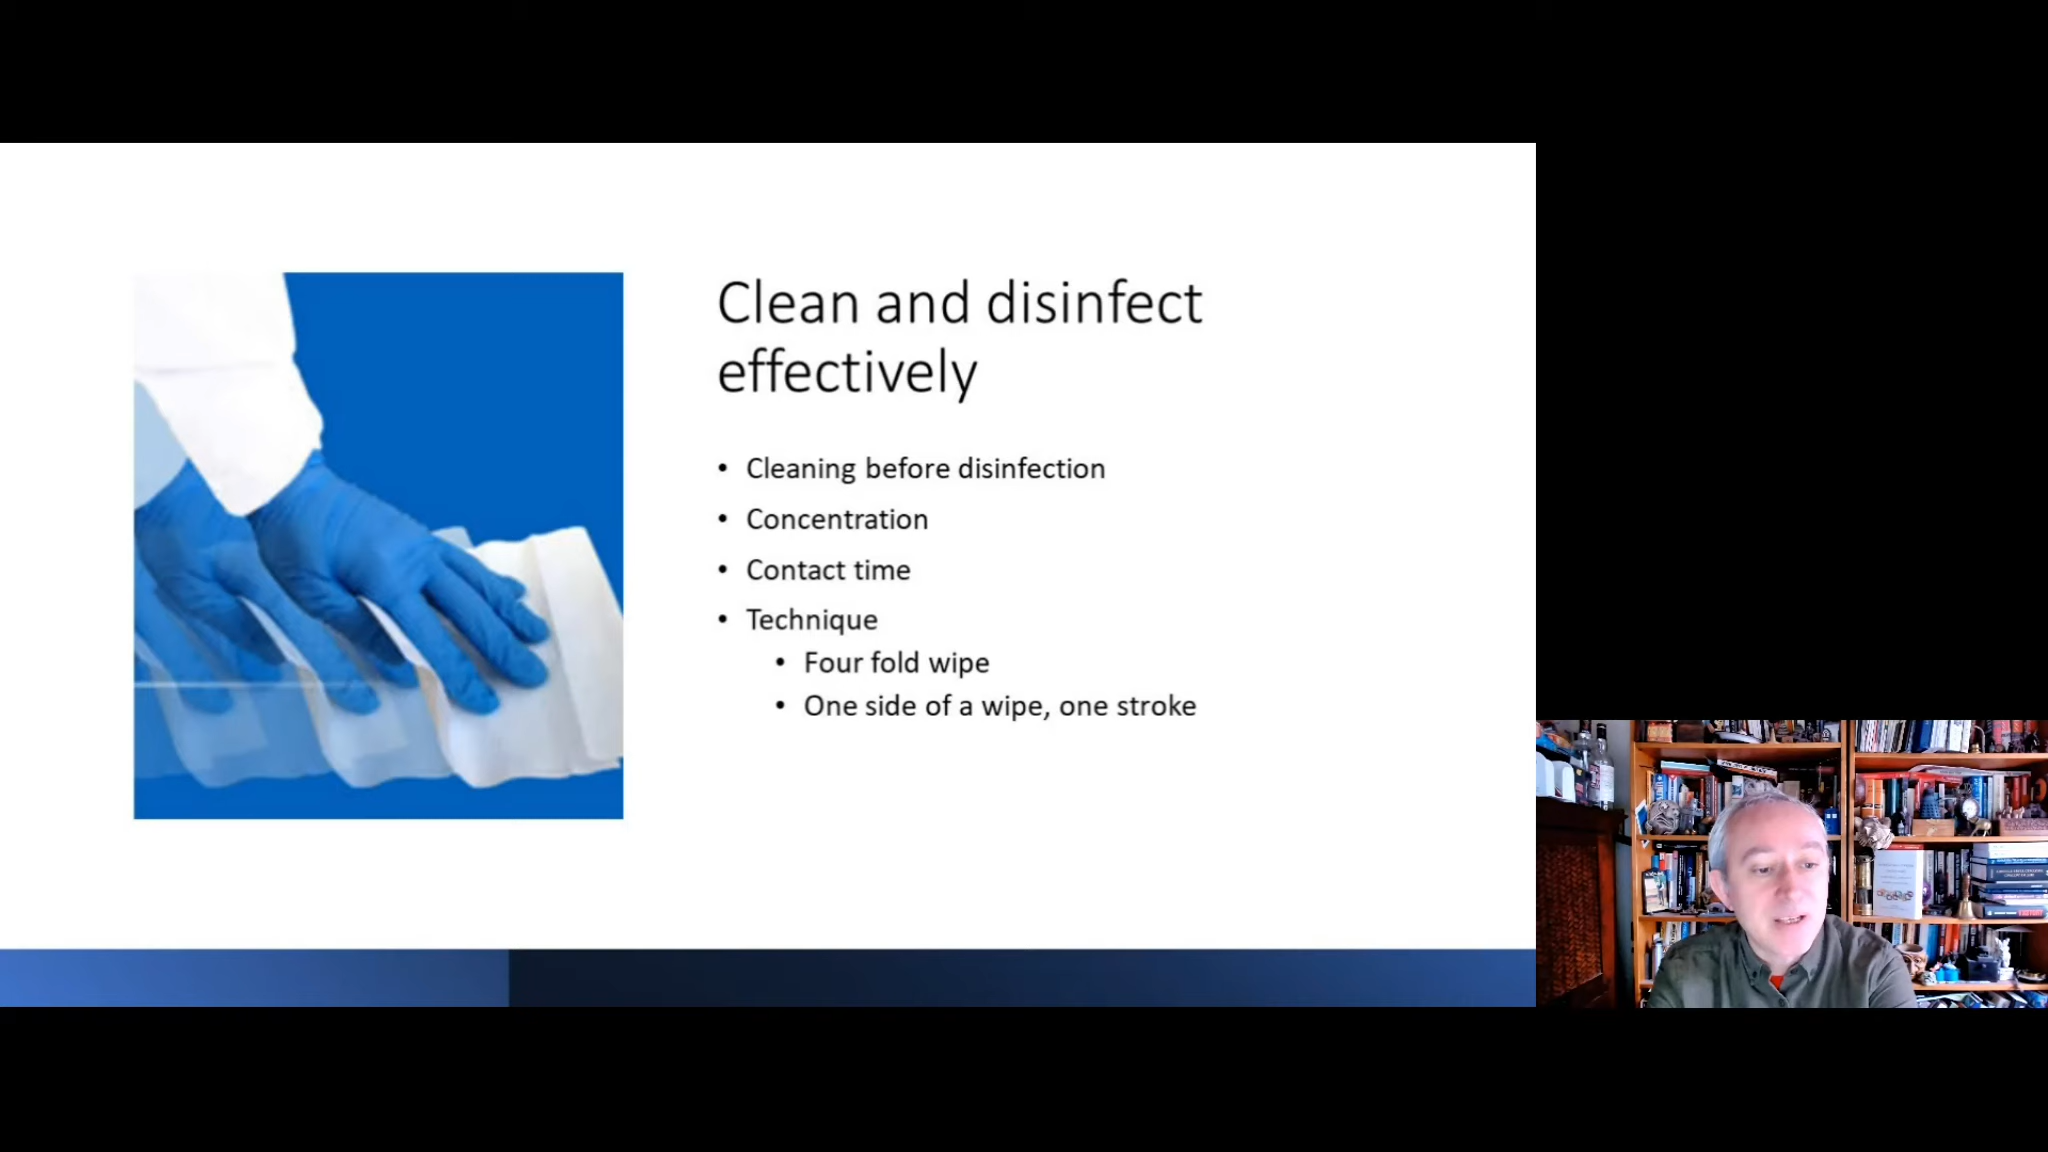 Clean and disinfect
effectively
• Cleaning before disinfection
• Concentration
• Contact time
• Technique
• Four fold wipe
• One side of a wipe, one stroke